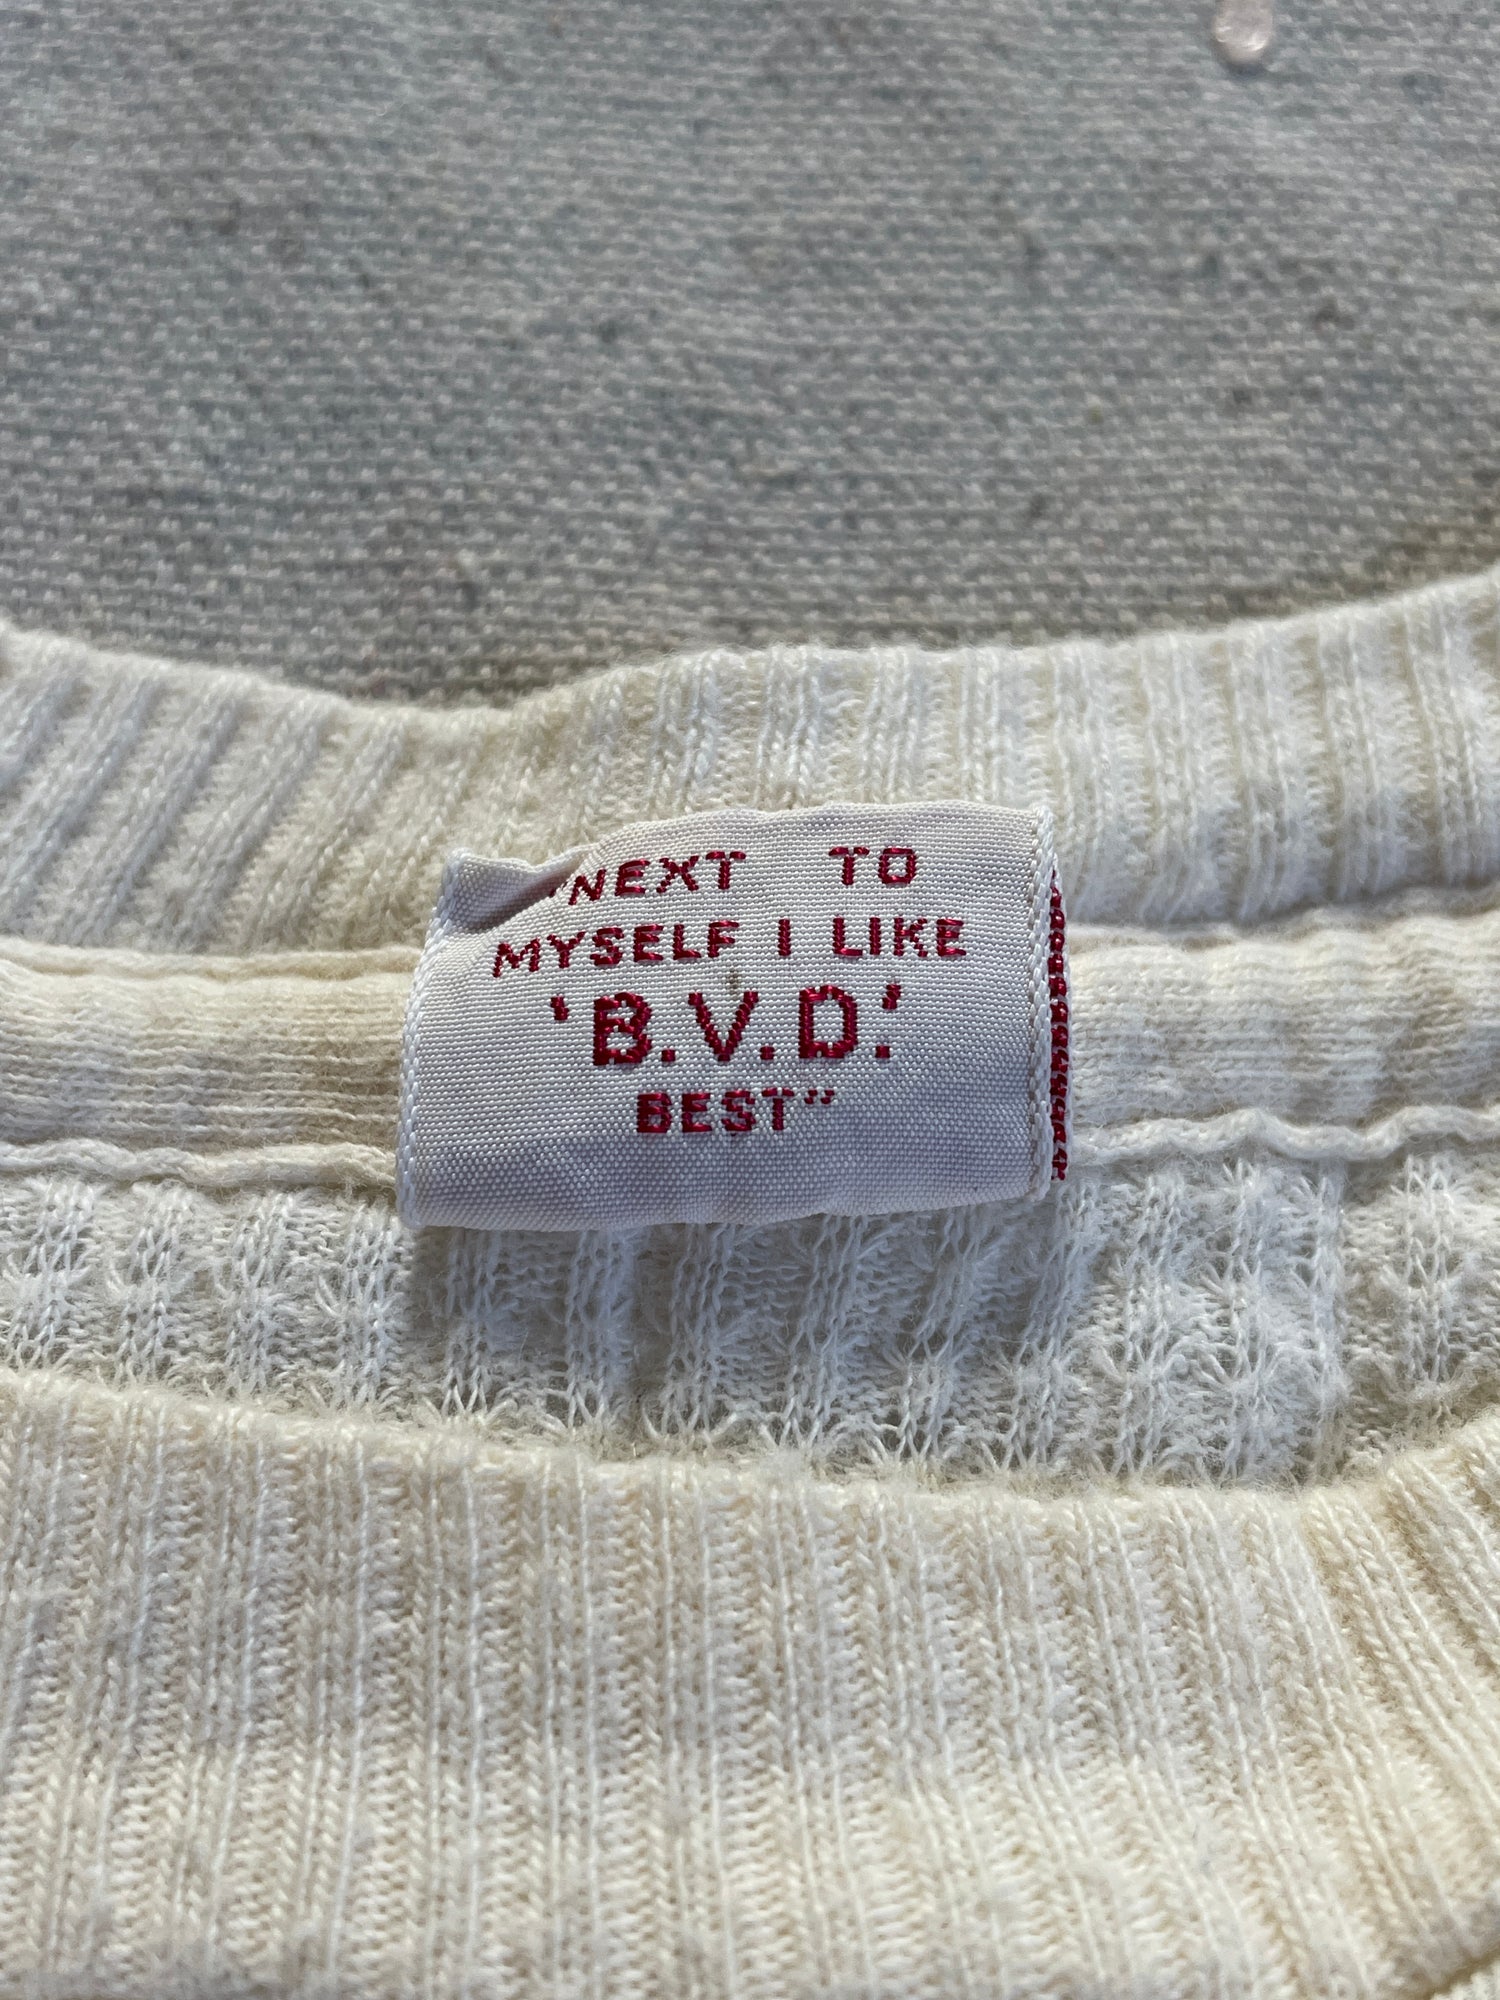 "NEXT TO
MYSELF I LIKE
'B.V.D.'
BEST"